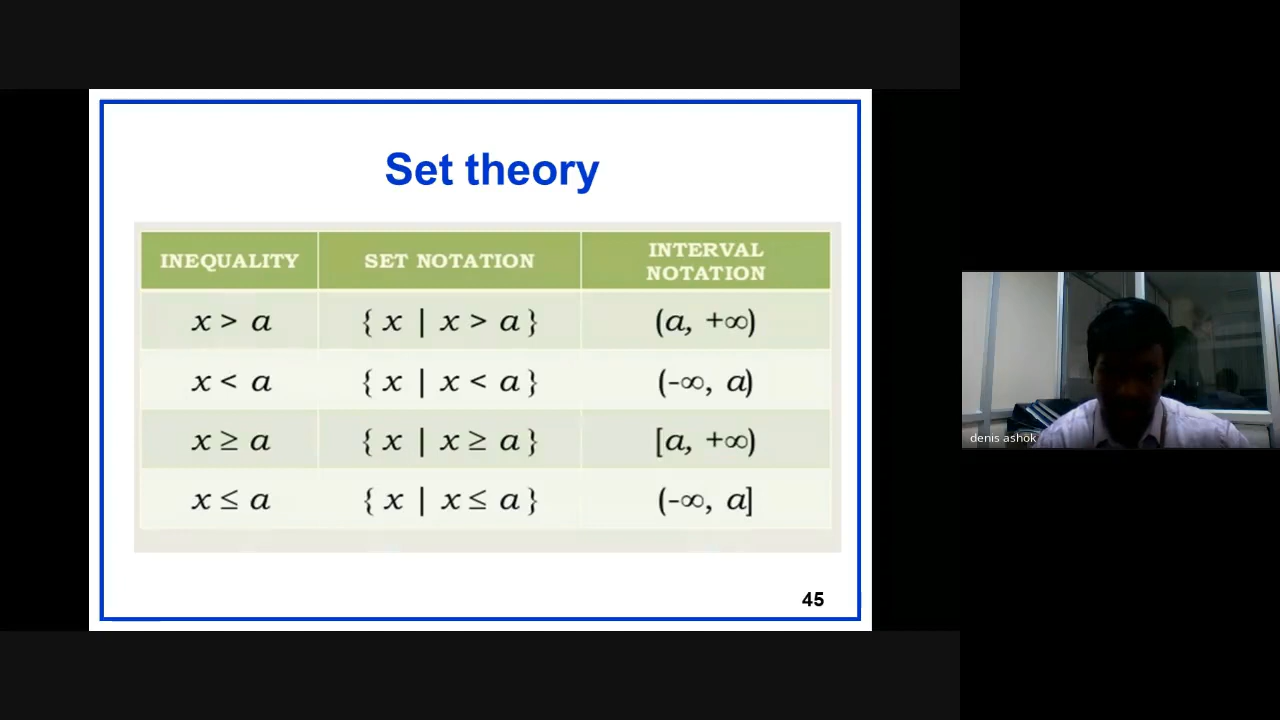 Set theory
INEQUALITY SET NOTATION INTERVAL NOTATION
x > a { x | x > a } (a, +∞)
x < a { x | x < a } (-∞, a)
x ≥ a { x | x ≥ a } [a, +∞)
x ≤ a { x | x ≤ a } (-∞, a]
45
denis ashok